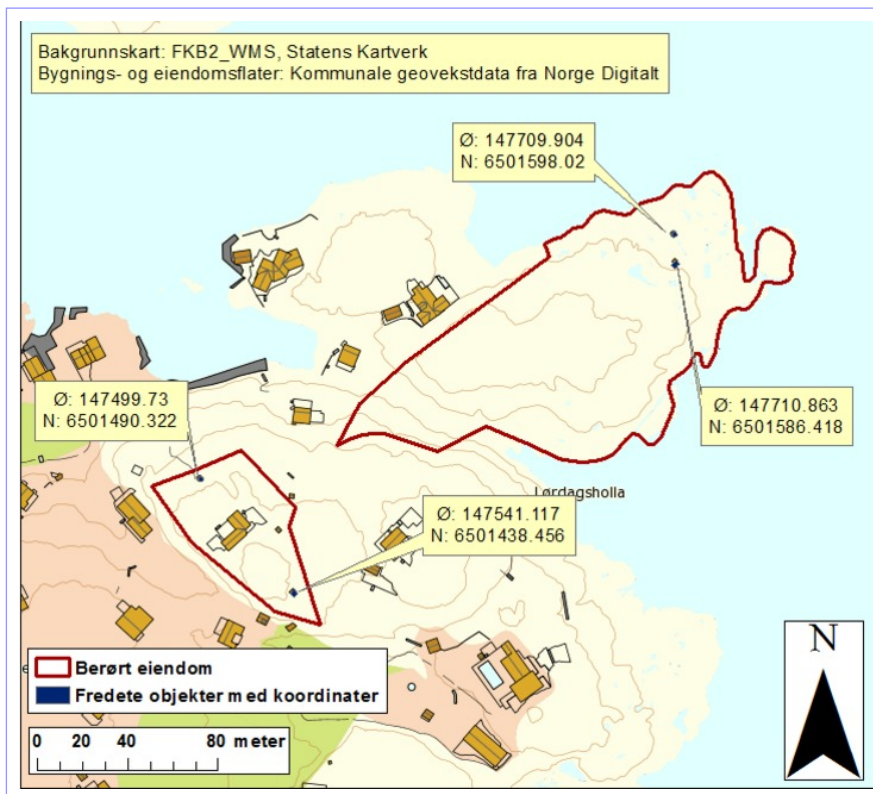 Bakgrunnskart: FKB2_WMS, Statens Kartverk
Bygnings- og eiendomsflater: Kommunale geovekstdata fra Norge Digitalt
Ø: 147709.904
N: 6501598.02
Ø: 147499.73
N: 6501490.322
Ø: 147710.863
N: 6501586.418
Lørdagsholla
Ø: 147541.117
N: 6501438.456
N
Berørt eiendom
Fredete objekter med koordinater
0 20 40 80 meter